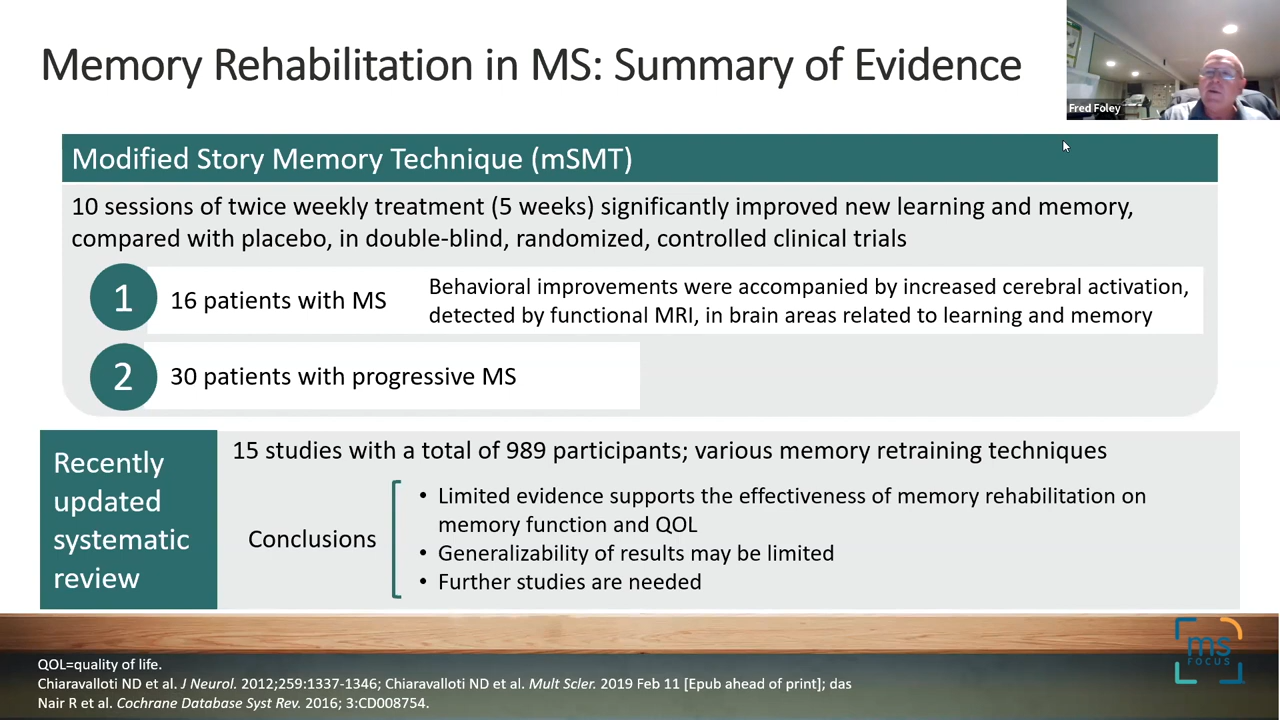 Memory Rehabilitation in MS: Summary of Evidence
Fred Foley
Modified Story Memory Technique (mSMT)
10 sessions of twice weekly treatment (5 weeks) significantly improved new learning and memory,
compared with placebo, in double-blind, randomized, controlled clinical trials
1
16 patients with MS
Behavioral improvements were accompanied by increased cerebral activation,
detected by functional MRI, in brain areas related to learning and memory
2
30 patients with progressive MS
Recently
updated
systematic
review
15 studies with a total of 989 participants; various memory retraining techniques
Conclusions
• Limited evidence supports the effectiveness of memory rehabilitation on
memory function and QOL
• Generalizability of results may be limited
• Further studies are needed
ms
FOCUS
QOL=quality of life.
Chiaravalloti ND et al. J Neurol. 2012;259:1337-1346; Chiaravalloti ND et al. Mult Scler. 2019 Feb 11 [Epub ahead of print]; das
Nair R et al. Cochrane Database Syst Rev. 2016; 3:CD008754.